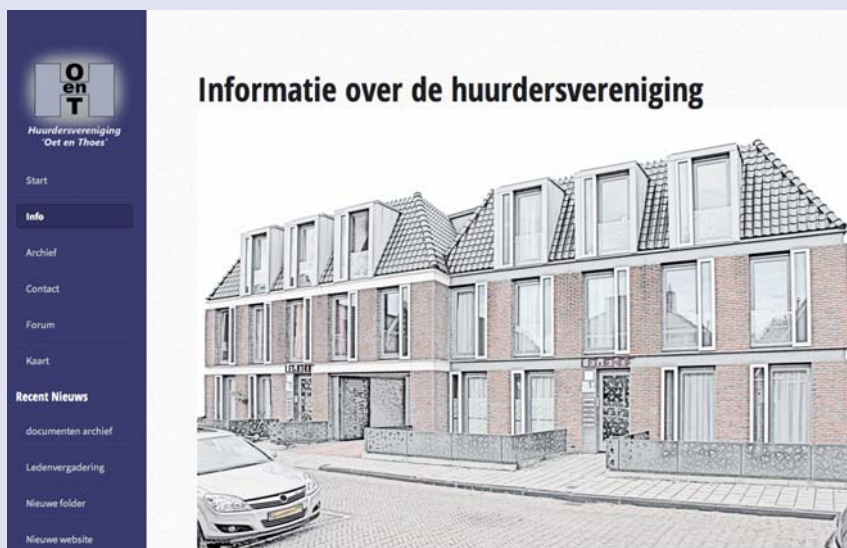 O
en
T
Huurdersvereniging
'Oet en Thoes'
Start
Info
Archief
Contact
Forum
Kaart
Recent Nieuws
documenten archief
Ledenvergadering
Nieuwe folder
Nieuwe website
Informatie over de huurdersvereniging